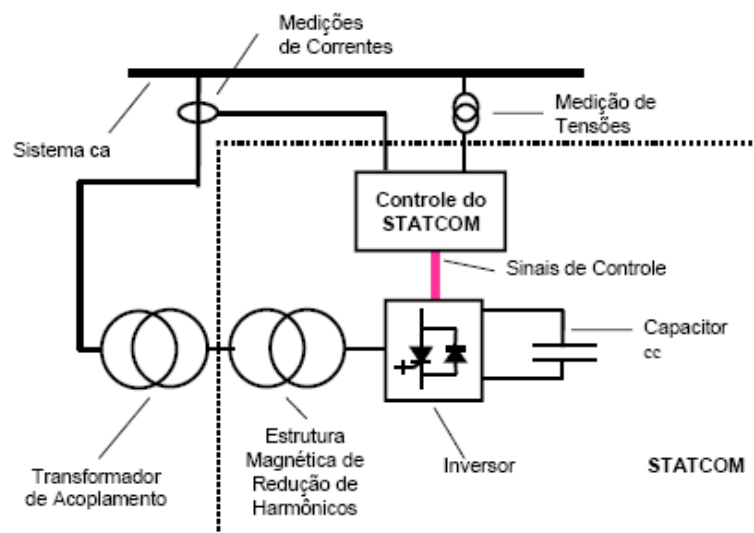 Medições
de Correntes
Medição de
Tensões
Sistema ca
Controle do
STATCOM
Sinais de Controle
Capacitor
cc
Estrutura
Magnética de
Redução de
Harmônicos
Inversor
STATCOM
Transformador
de Acoplamento